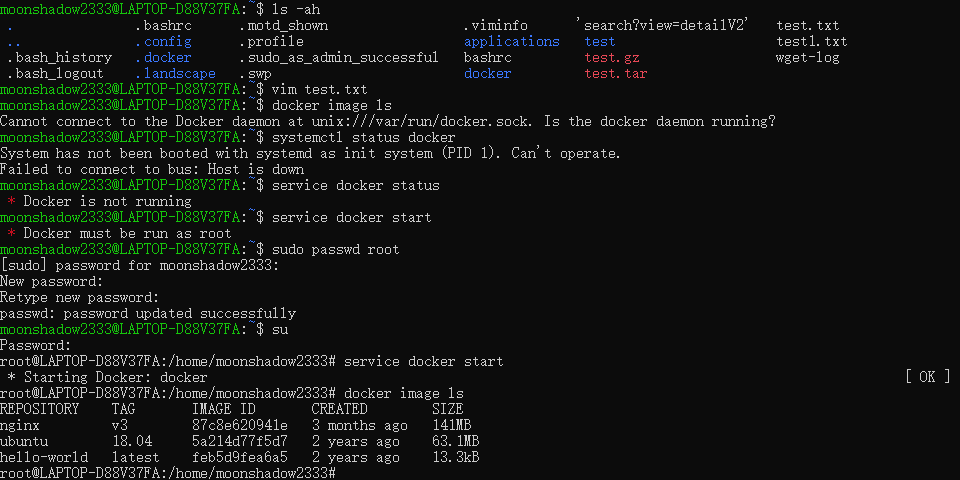 moonshadow2333@LAPTOP-D88V37FA:~$ ls -ah
.              .bashrc     .motd_shown                .viminfo      'search?view=detailV2'   test.txt
..             .config     .profile                   applications   test                    test1.txt
.bash_history  .docker     .sudo_as_admin_successful  bashrc         test.gz                 wget-log
.bash_logout   .landscape  .swp                       docker         test.tar
moonshadow2333@LAPTOP-D88V37FA:~$ vim test.txt
moonshadow2333@LAPTOP-D88V37FA:~$ docker image ls
Cannot connect to the Docker daemon at unix:///var/run/docker.sock. Is the docker daemon running?
moonshadow2333@LAPTOP-D88V37FA:~$ systemctl status docker
System has not been booted with systemd as init system (PID 1). Can't operate.
Failed to connect to bus: Host is down
moonshadow2333@LAPTOP-D88V37FA:~$ service docker status
 * Docker is not running
moonshadow2333@LAPTOP-D88V37FA:~$ service docker start
 * Docker must be run as root
moonshadow2333@LAPTOP-D88V37FA:~$ sudo passwd root
[sudo] password for moonshadow2333:
New password:
Retype new password:
passwd: password updated successfully
moonshadow2333@LAPTOP-D88V37FA:~$ su
Password:
root@LAPTOP-D88V37FA:/home/moonshadow2333# service docker start
 * Starting Docker: docker                                                                 [ OK ]
root@LAPTOP-D88V37FA:/home/moonshadow2333# docker image ls
REPOSITORY    TAG       IMAGE ID       CREATED        SIZE
nginx         v3        87c8e620941e   3 months ago   141MB
ubuntu        18.04     5a214d77f5d7   2 years ago    63.1MB
hello-world   latest    feb5d9fea6a5   2 years ago    13.3kB
root@LAPTOP-D88V37FA:/home/moonshadow2333#